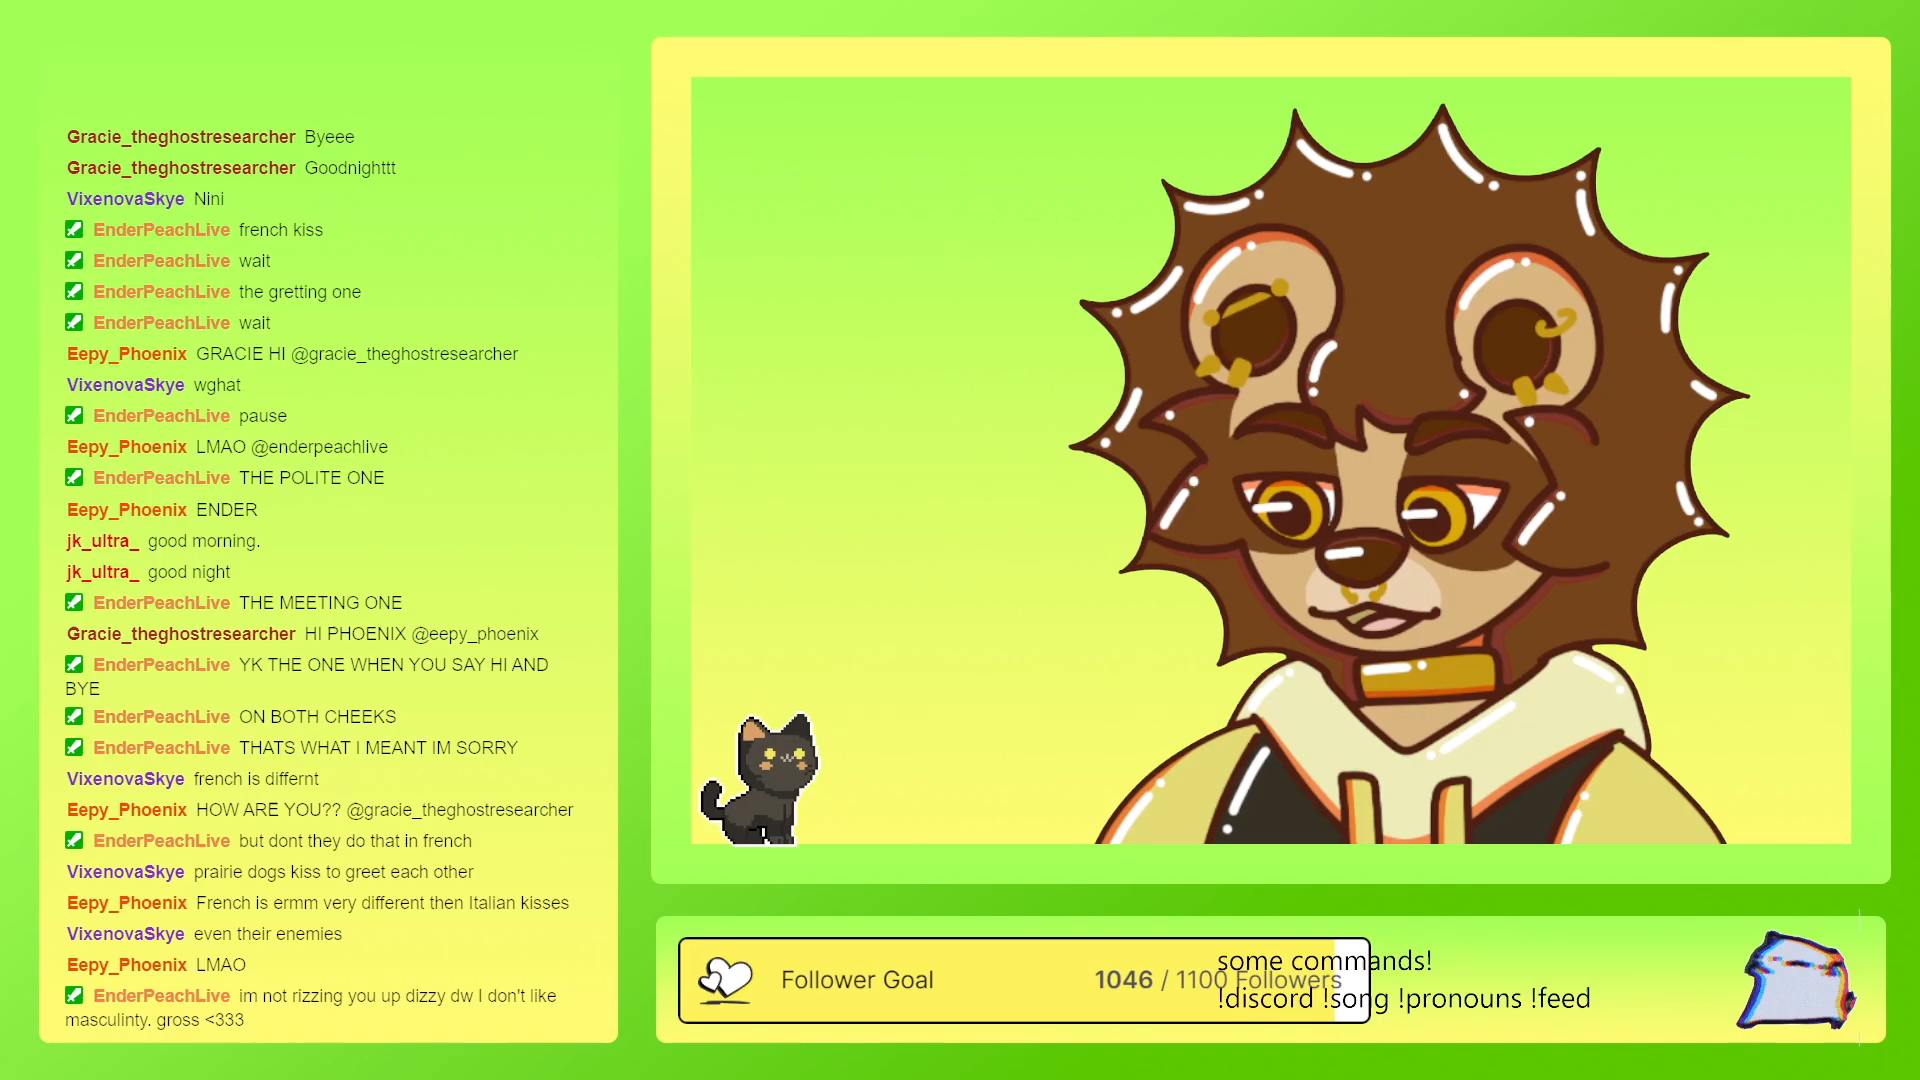 Gracie_theghostresearcher Byeee
Gracie_theghostresearcher Goodnighttt
VixenovaSkye Nini
EnderPeachLive french kiss
EnderPeachLive wait
EnderPeachLive the gretting one
EnderPeachLive wait
Eepy_Phoenix GRACIE HI @gracie_theghostresearcher
VixenovaSkye wghat
EnderPeachLive pause
Eepy_Phoenix LMAO @enderpeachlive
EnderPeachLive THE POLITE ONE
Eepy_Phoenix ENDER
jk_ultra_ good morning.
jk_ultra_ good night
EnderPeachLive THE MEETING ONE
Gracie_theghostresearcher HI PHOENIX @eepy_phoenix
EnderPeachLive YK THE ONE WHEN YOU SAY HI AND
BYE
EnderPeachLive ON BOTH CHEEKS
EnderPeachLive THATS WHAT I MEANT IM SORRY
VixenovaSkye french is differnt
Eepy_Phoenix HOW ARE YOU?? @gracie_theghostresearcher
EnderPeachLive but dont they do that in french
VixenovaSkye prairie dogs kiss to greet each other
Eepy_Phoenix French is ermm very different then Italian kisses
VixenovaSkye even their enemies
Eepy_Phoenix LMAO
EnderPeachLive im not rizzing you up dizzy dw I don't like
masculinty. gross <333
Follower Goal 1046 / 1100 Followers
some commands!
!discord !song !pronouns !feed